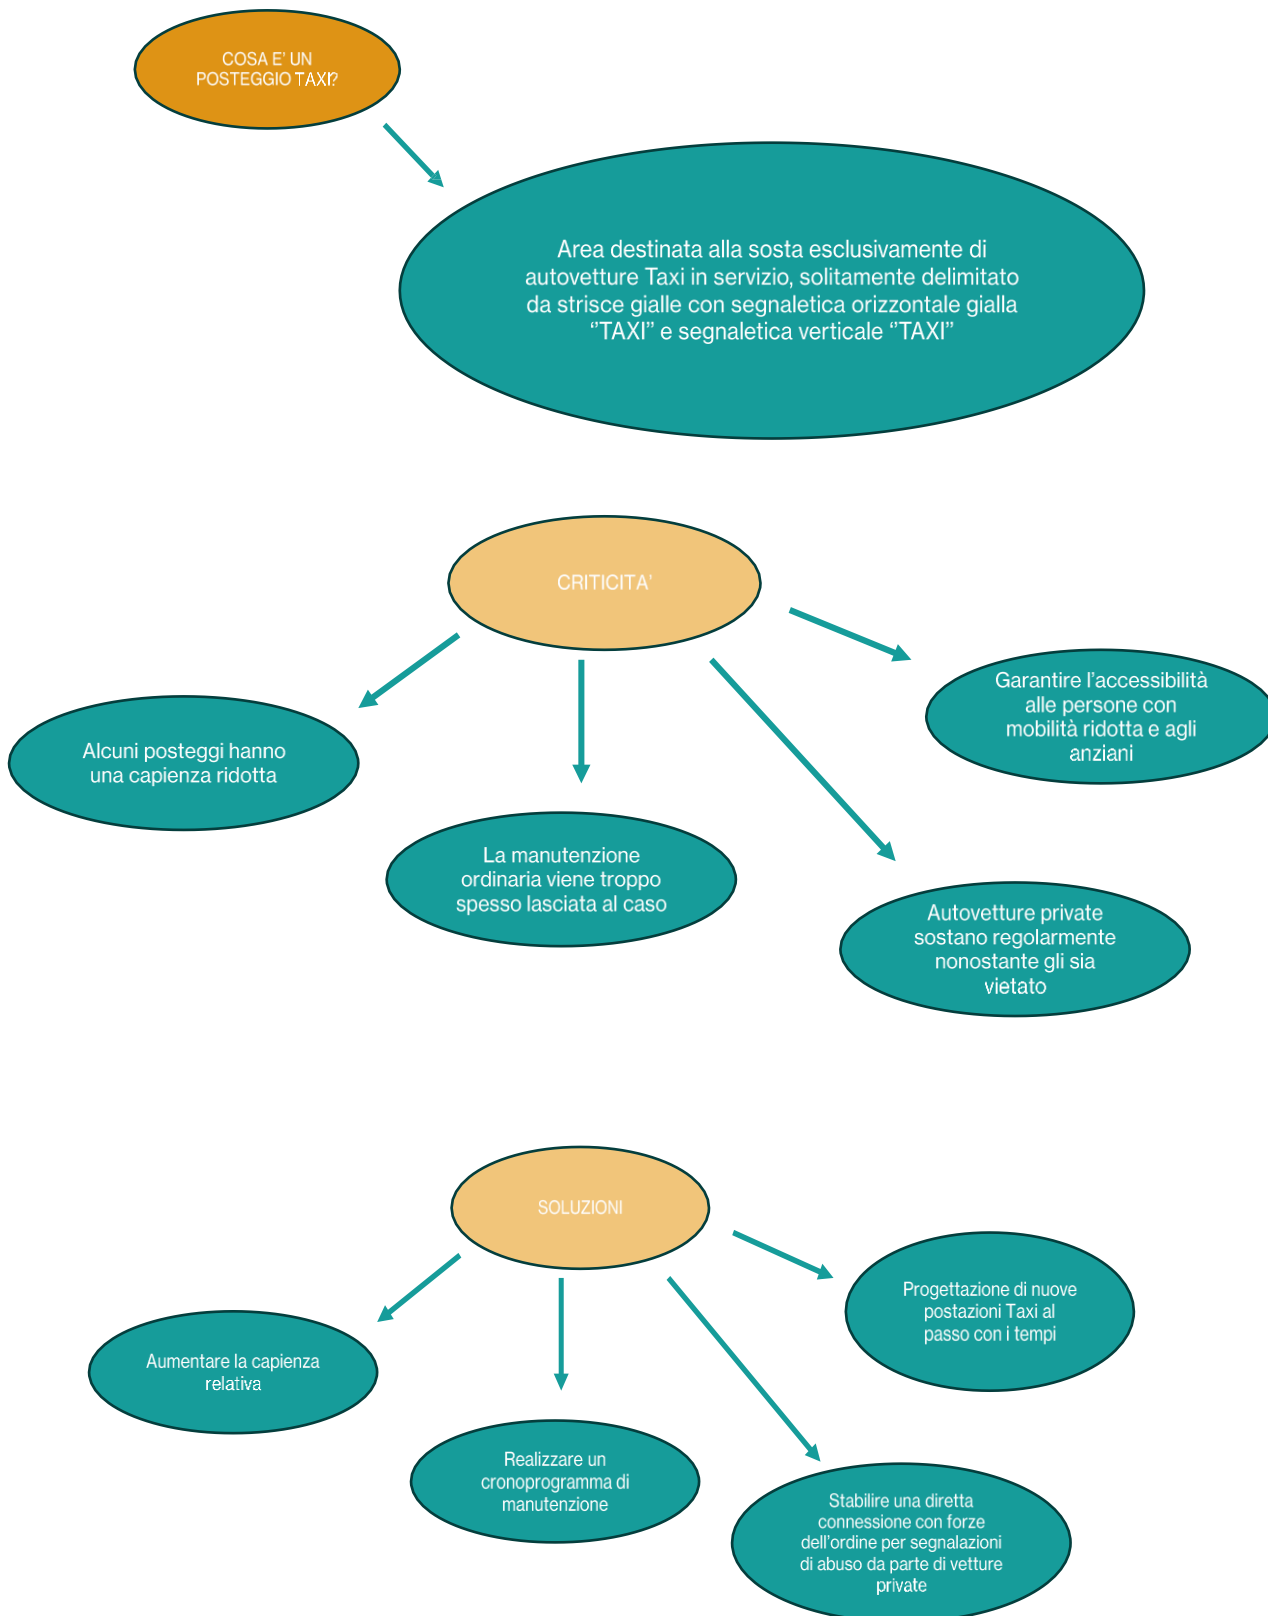 COSA E' UN
POSTEGGIO TAXI?
Area destinata alla sosta esclusivamente di
autovetture Taxi in servizio, solitamente delimitato
da strisce gialle con segnaletica orizzontale gialla
‘’TAXI’’ e segnaletica verticale ‘’TAXI’’
CRITICITA’
Garantire l’accessibilità
alle persone con
mobilità ridotta e agli
anziani
Alcuni posteggi hanno
una capienza ridotta
La manutenzione
ordinaria viene troppo
spesso lasciata al caso
Autovetture private
sostano regolarmente
nonostante gli sia
vietato
SOLUZIONI
Progettazione di nuove
postazioni Taxi al
passo con i tempi
Aumentare la capienza
relativa
Realizzare un
cronoprogramma di
manutenzione
Stabilire una diretta
connessione con forze
dell’ordine per segnalazioni
di abuso da parte di vetture
private